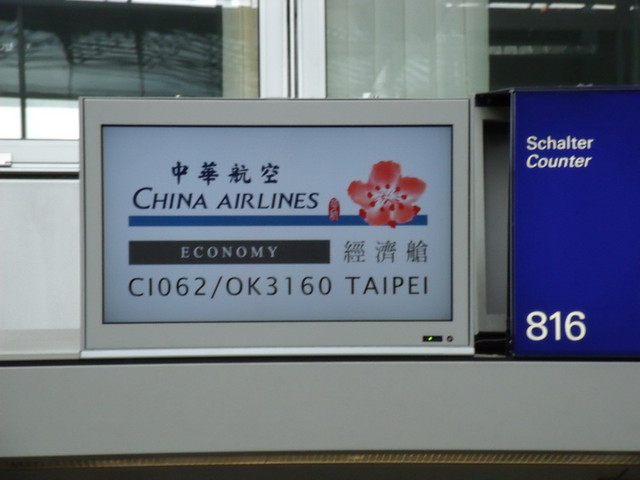 中華航空
CHINA AIRLINES
ECONOMY 經濟艙
CI062/OK3160 TAIPEI
Schalter
Counter
816